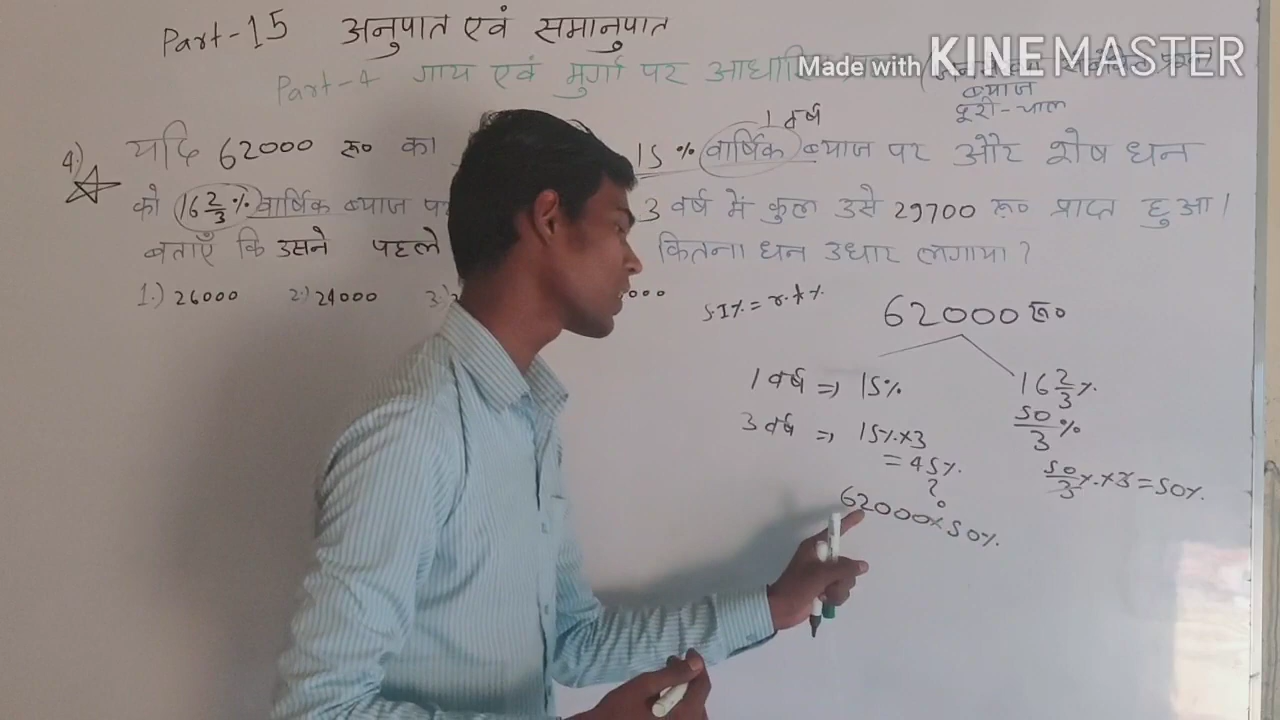 Part-15 अनुपात एवं समानुपात
Part-4 गाय एवं मुर्गा पर
Made with KINEMASTER
ब्याज
दूरी-चाल
1 वर्ष
4.) यदि 62000 रू० का 15 % वार्षिक ब्याज पर और शेष धन
को 16 2/3 % वार्षिक ब्याज पर 3 वर्ष में कुल उसे 29700 रू० प्राप्त हुआ।
बताएँ कि उसने पहले कितना धन उधार लगाया?
1.) 26000 2.) 24000 3.)
S.I% = r.t%
62000 रू०
1 वर्ष ⇒ 15% 16 2/3 %
50/3 %
3 वर्ष ⇒ 15%×3
= 45% 50/3 %×3 = 50%
?
62000×50%